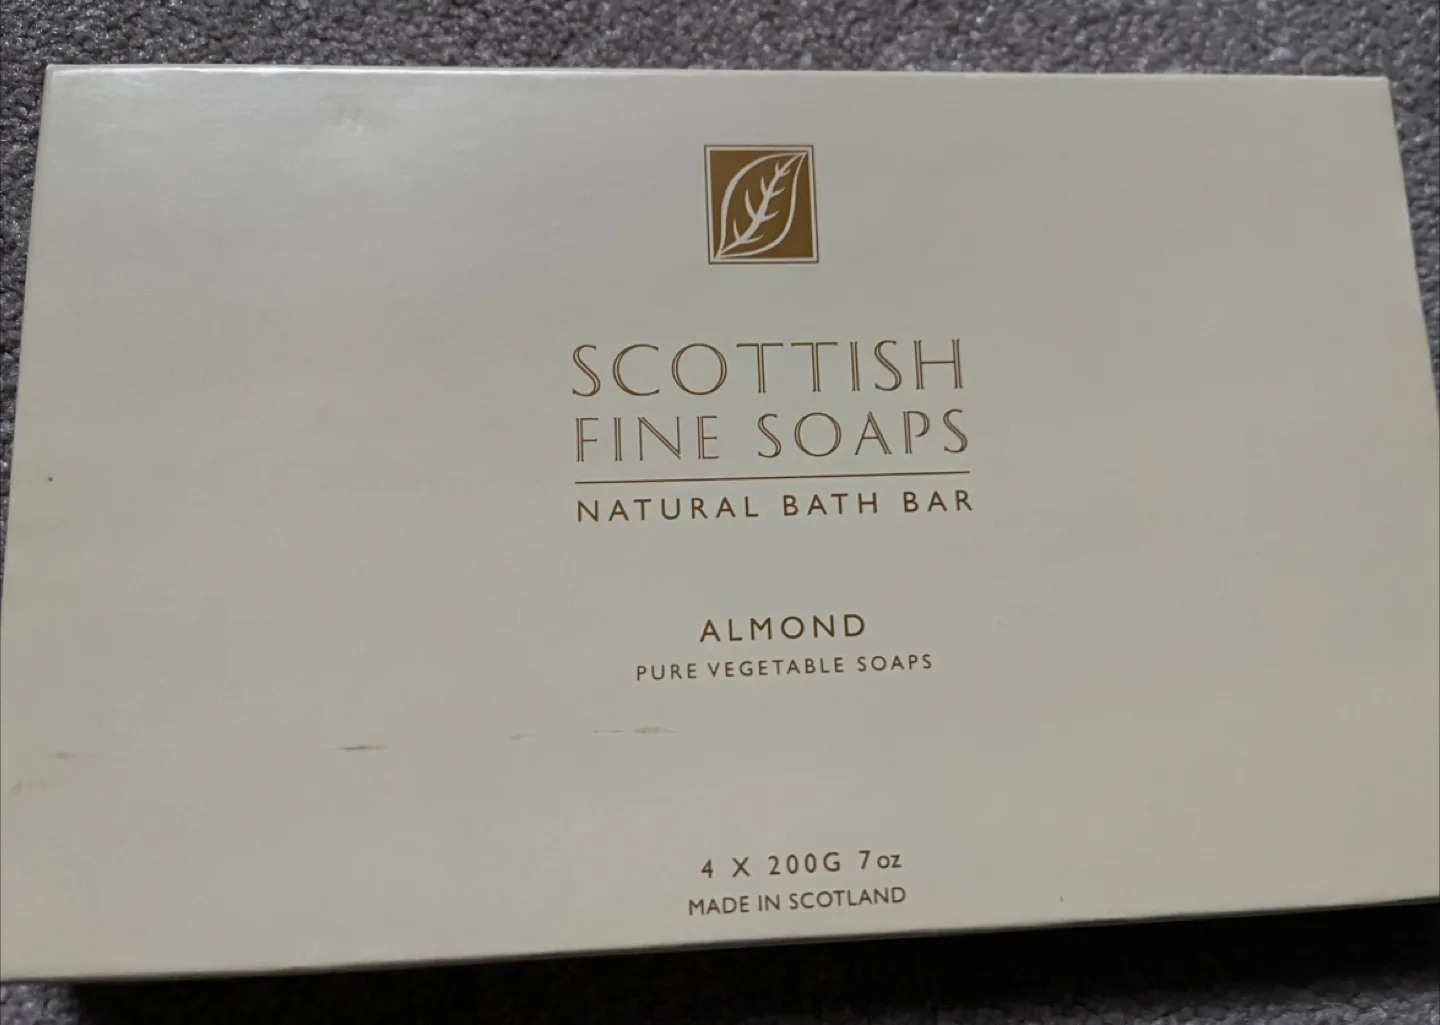 SCOTTISH
FINE SOAPS
NATURAL BATH BAR
ALMOND
PURE VEGETABLE SOAPS
4 X 200G 7oz
MADE IN SCOTLAND